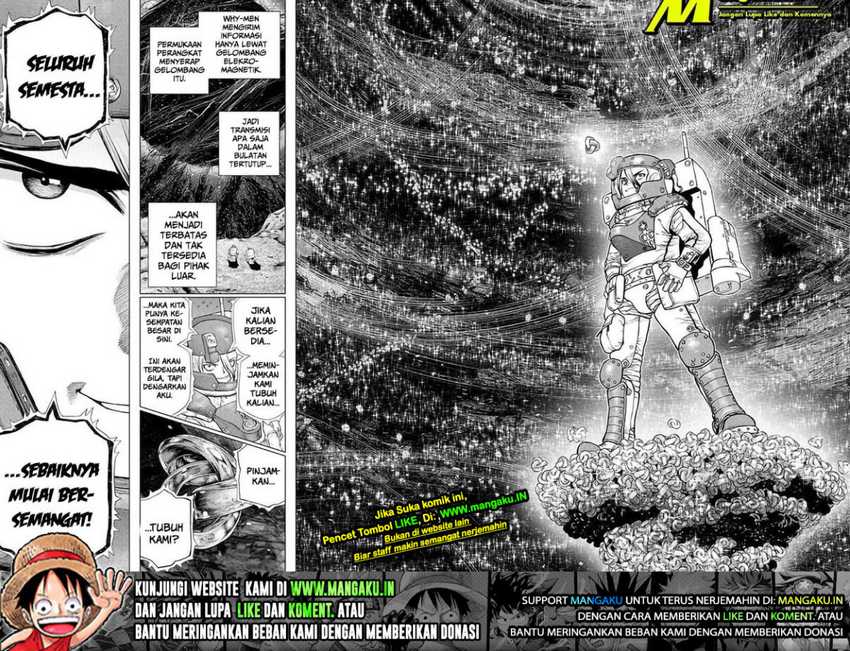 Jangan Lupa Like dan Komennya
WHY-MEN
MENGIRIM
INFORMASI
HANYA LEWAT
GELOMBANG
ELEKRO-
MAGNETIK.
PERMUKAAN
PERANGKAT
MENYERAP
GELOMBANG
ITU.
JADI
TRANSMISI
APA SAJA
DALAM
BULATAN
TERTUTUP...
...AKAN
MENJADI
TERBATAS
DAN TAK
TERSEDIA
BAGI PIHAK
LUAR.
JIKA
KALIAN
BERSE-
DIA...
...MEMIN-
JAMKAN
KAMI
TUBUH
KALIAN...
...MAKA KITA
PUNYA KE-
SEMPATAN
BESAR DI
SINI.
INI AKAN
TERDENGAR
GILA, TAPI
DENGARKAN
AKU.
PINJAM-
KAN...
...TUBUH
KAMI?
SELURUH
SEMESTA...
...SEBAIKNYA
MULAI BER-
SEMANGAT!
Jika Suka komik ini,
Pencet Tombol LIKE, Di: WWW.mangaku.IN
Bukan di website lain
Biar staff makin semangat nerjemahin
KUNJUNGI WEBSITE KAMI DI WWW.MANGAKU.IN
DAN JANGAN LUPA LIKE DAN KOMENT. ATAU
BANTU MERINGANKAN BEBAN KAMI DENGAN MEMBERIKAN DONASI
SUPPORT MANGAKU UNTUK TERUS NERJEMAHIN DI: MANGAKU.IN
DENGAN CARA MEMBERIKAN LIKE DAN KOMENT. ATAU
BANTU MERINGANKAN BEBAN KAMI DENGAN MEMBERIKAN DONASI